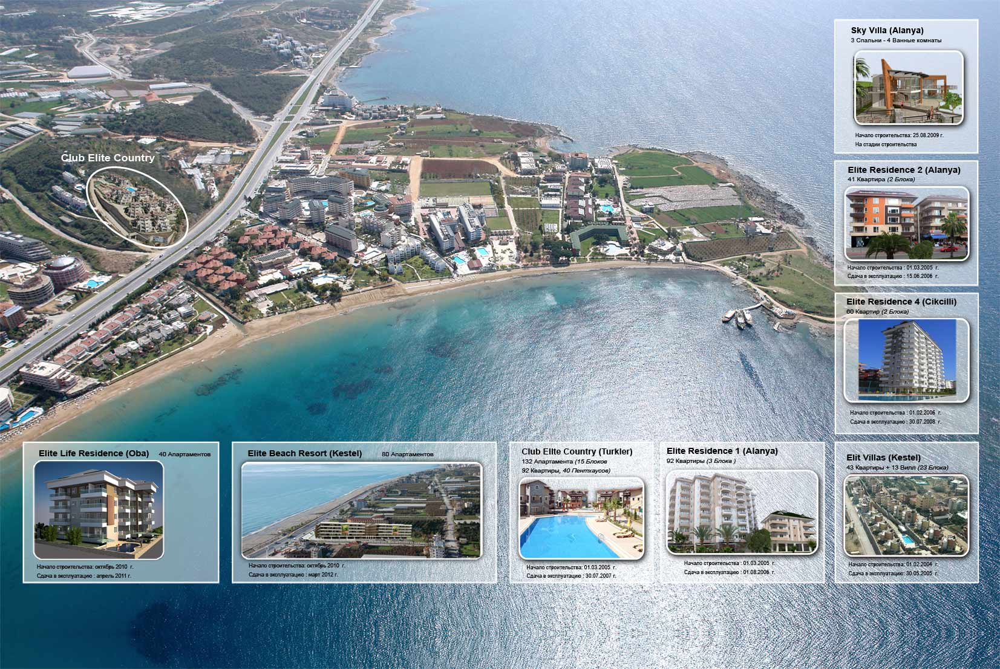 Sky Vılla (Alanya)
3 Спальни - 4 Ванные комнаты
Начало строительства: 25.08.2009 г.
На стадии строительства
Club Elite Country
Elite Residence 2 (Alanya)
41 Квартира (2 Блока)
Начало строительства : 01.03.2005 г.
Сдача в эксплуатацию : 15.06.2006 г.
Elite Residence 4 (Cikcilli)
60 Квартир (2 Блока)
Начало строительства : 01.02.2006 г.
Сдача в эксплуатацию : 30.07.2008 г.
Elite Life Residence (Oba) 40 Апартаментов
Начало строительства: октябрь 2010 г.
Сдача в эксплуатацию : апрель 2011 г.
Elite Beach Resort (Kestel) 80 Апартаментов
Начало строительства: октябрь 2010 г.
Сдача в эксплуатацию : март 2012 г.
Club Elite Country (Turkler)
132 Апартамента (15 Блоков
92 Квартиры, 40 Пентхаусов)
Начало строительства: 01.03.2005 г.
Сдача в эксплуатацию : 30.07.2007 г.
Elite Residence 1 (Alanya)
92 Квартиры (3 Блока )
Начало строительства : 01.03.2005 г.
Сдача в эксплуатацию : 01.08.2006 г.
Elit Villas (Kestel)
43 Квартиры + 13 Вилл (23 Блока)
Начало строительства: 01.02.2004 г.
Сдача в эксплуатацию: 30.05.2005 г.